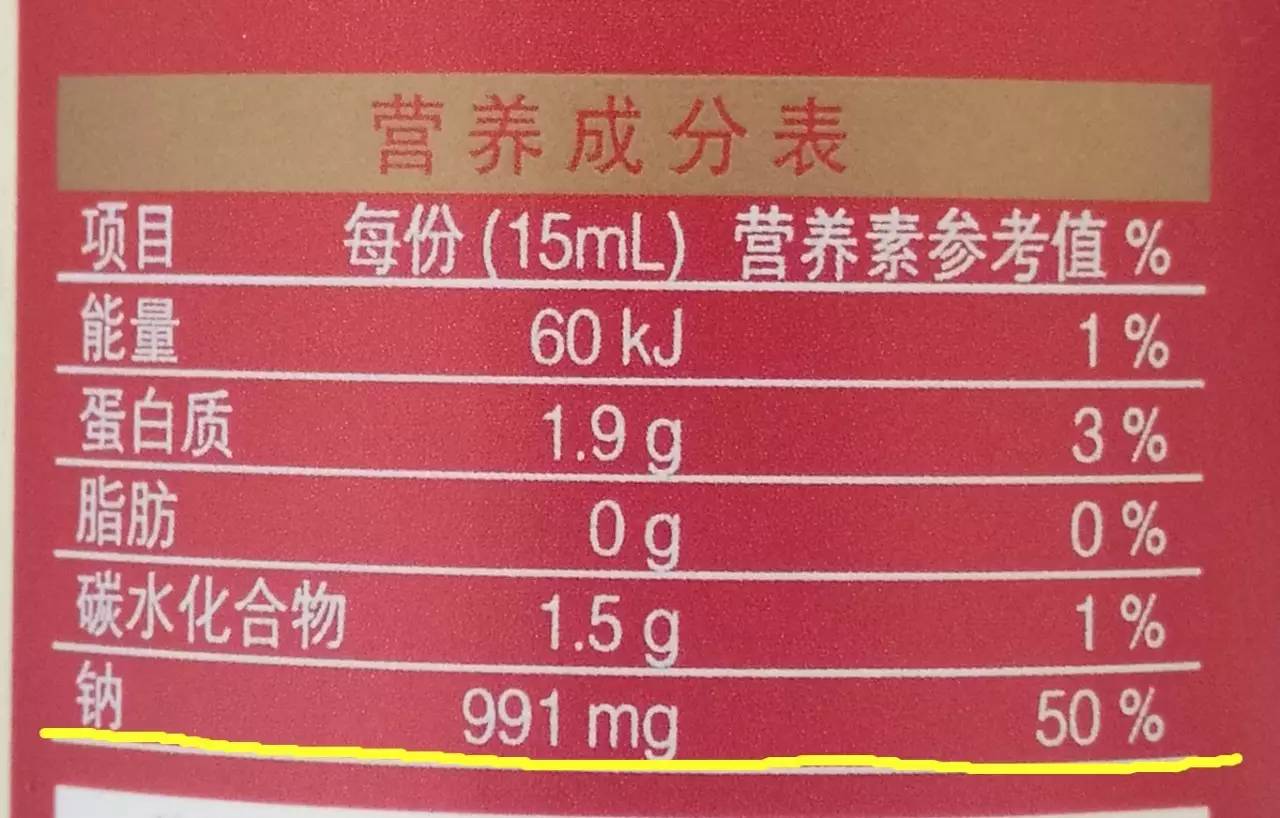 营养成分表
项目 每份(15mL) 营养素参考值%
能量 60 kJ 1%
蛋白质 1.9 g 3%
脂肪 0 g 0%
碳水化合物 1.5 g 1%
钠 991 mg 50%